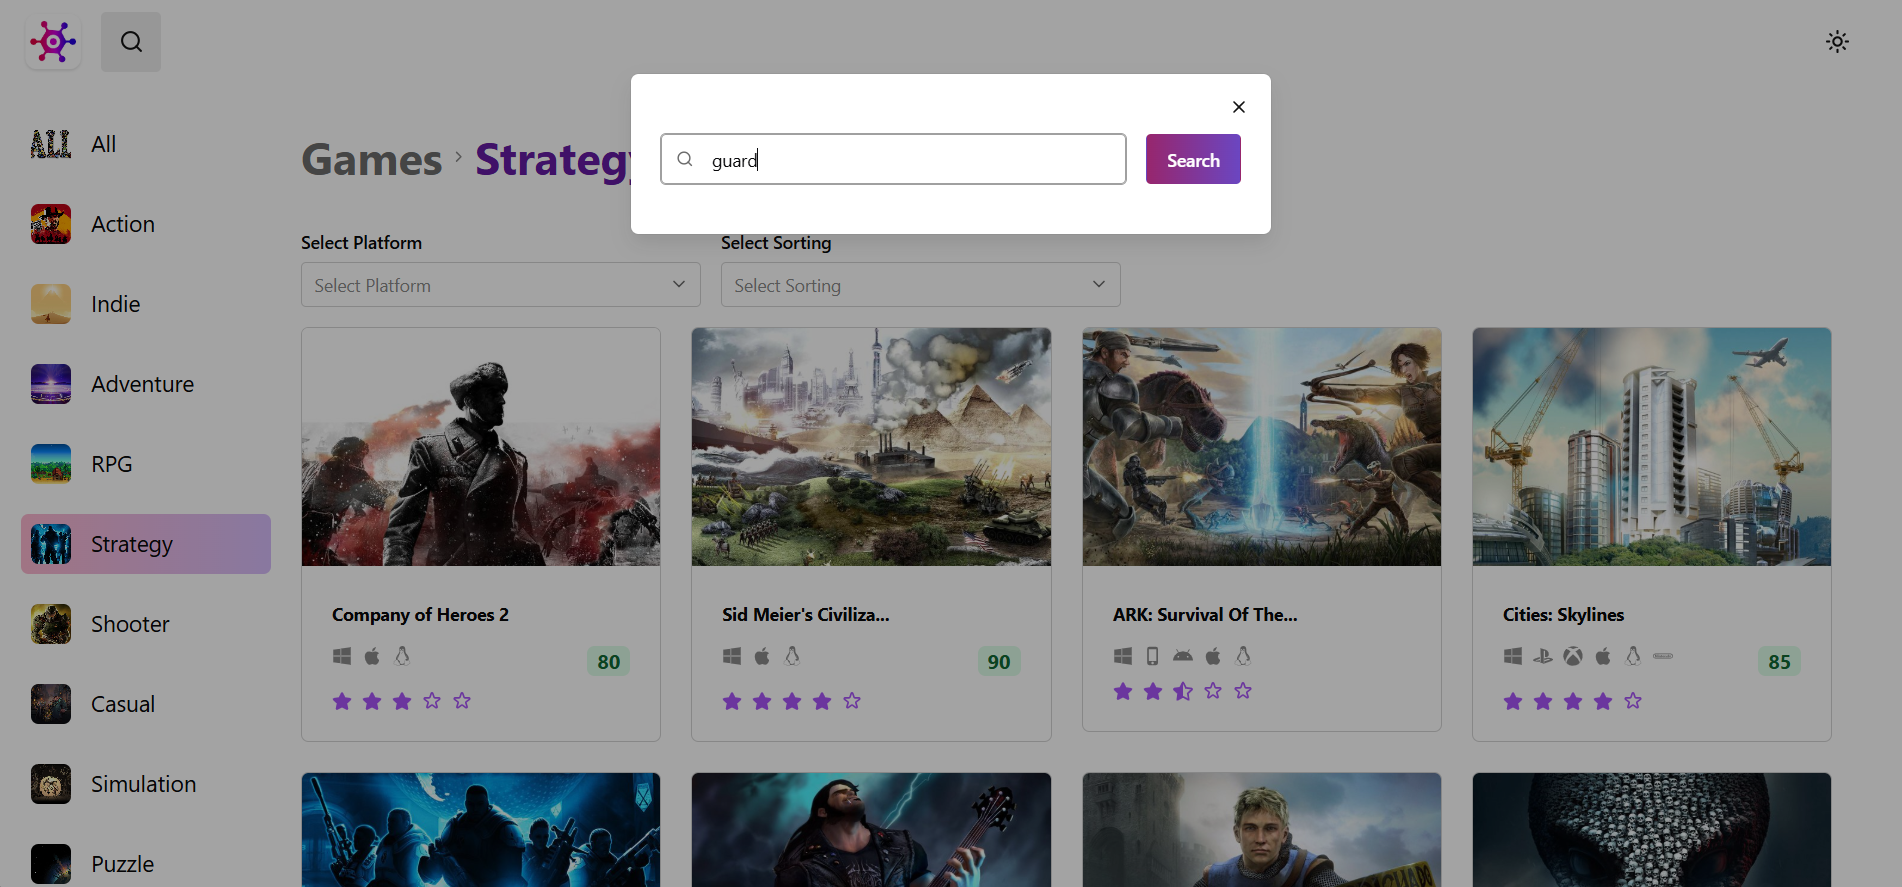 guard
Search
ALL
All
Action
Indie
Adventure
RPG
Strategy
Shooter
Casual
Simulation
Puzzle
Games › Strategy
Select Platform
Select Sorting
Select Platform
Select Sorting
Company of Heroes 2
80
Sid Meier's Civiliza...
90
ARK: Survival Of The...
Cities: Skylines
85